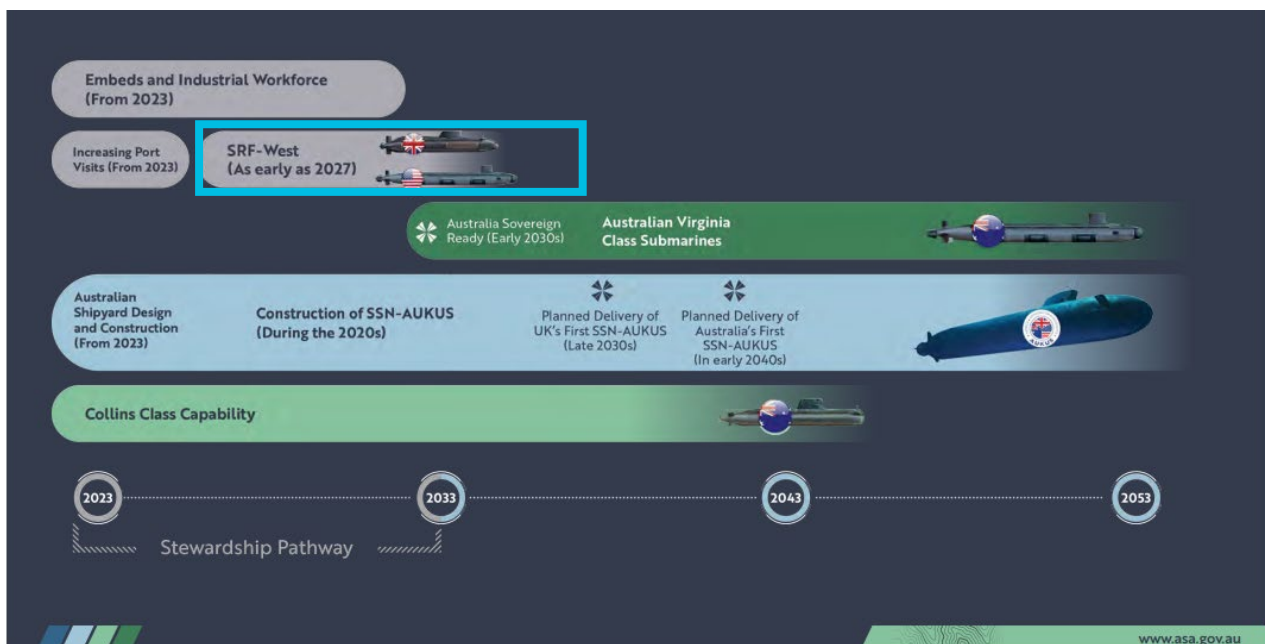 Embeds and Industrial Workforce
(From 2023)
Increasing Port
Visits (From 2023)
SRF-West
(As early as 2027)
Australia Sovereign
Ready (Early 2030s)
Australian Virginia
Class Submarines
Australian
Shipyard Design
and Construction
(From 2023)
Construction of SSN-AUKUS
(During the 2020s)
Planned Delivery of
UK's First SSN-AUKUS
(Late 2030s)
Planned Delivery of
Australia's First
SSN-AUKUS
(In early 2040s)
AUKUS
Collins Class Capability
2023
2033
2043
2053
Stewardship Pathway
www.asa.gov.au